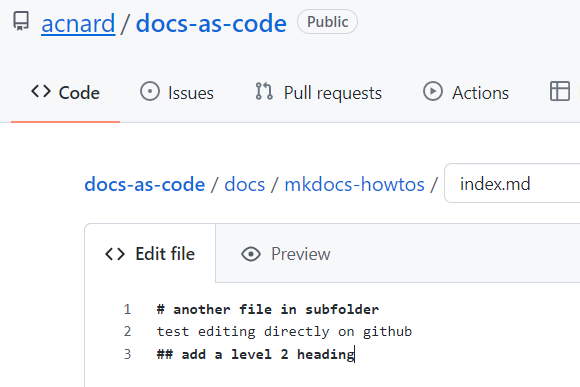 acnard / docs-as-code Public
Code Issues Pull requests Actions
docs-as-code / docs / mkdocs-howtos / index.md
Edit file Preview
1 # another file in subfolder
2 test editing directly on github
3 ## add a level 2 heading